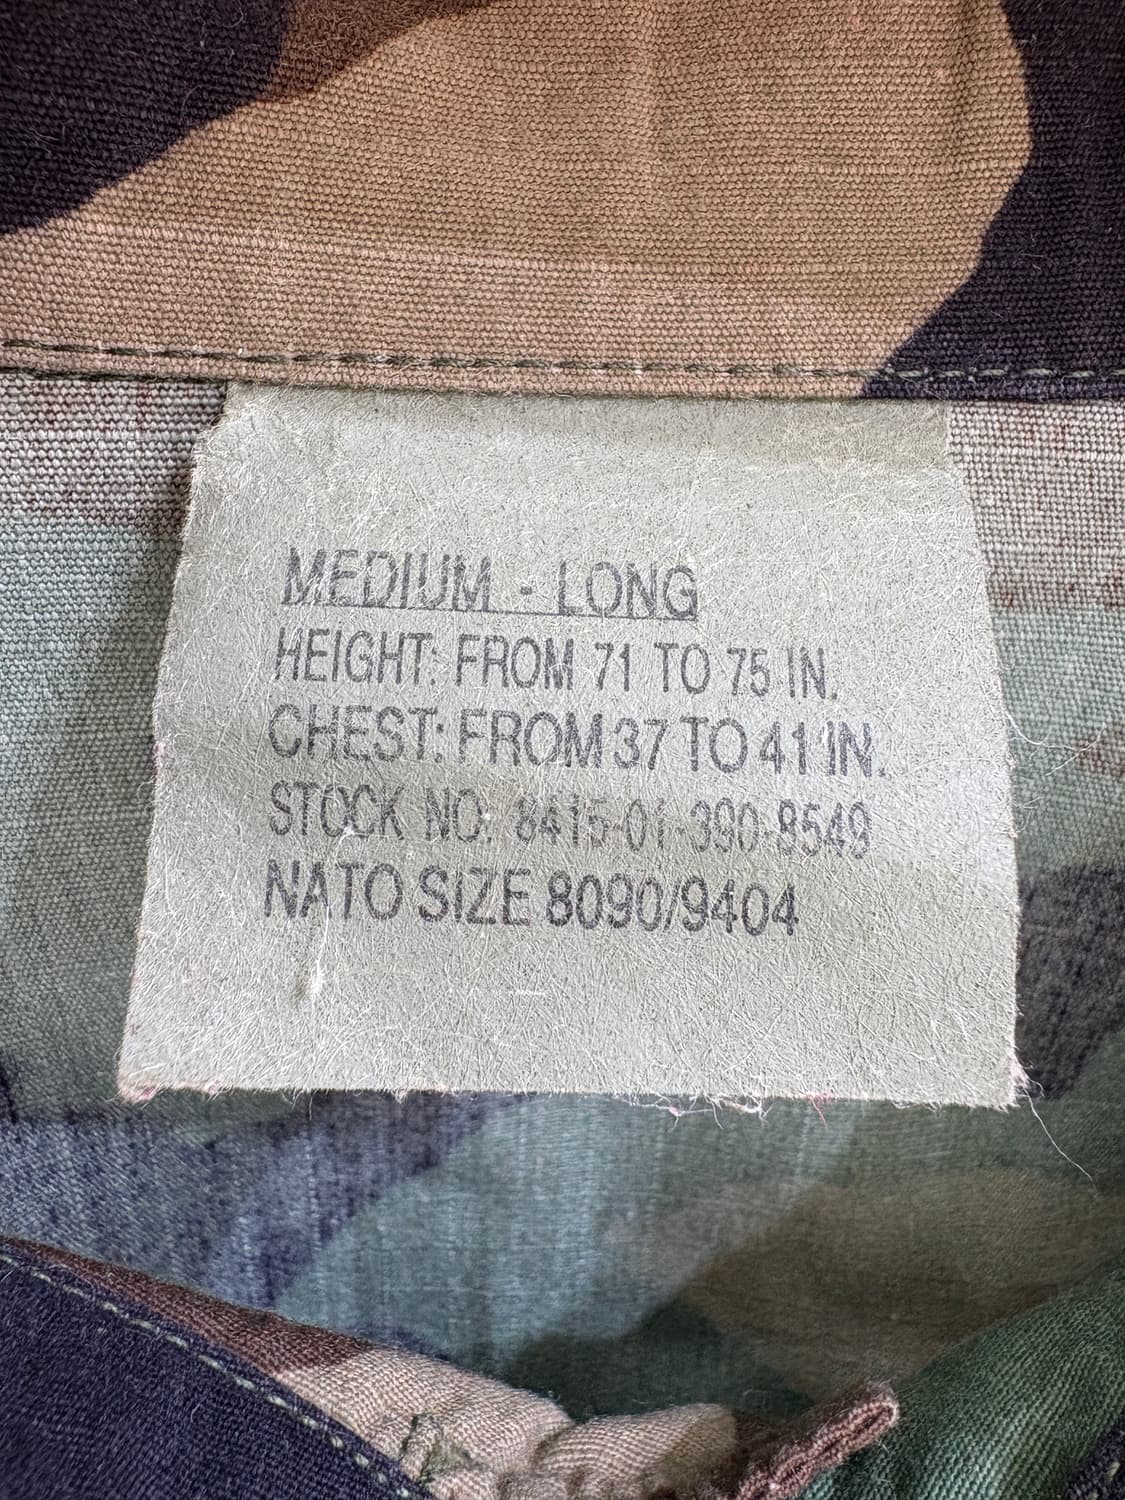 MEDIUM - LONG
HEIGHT: FROM 71 TO 75 IN.
CHEST: FROM 37 TO 41 IN.
STOCK NO: 8415-01-390-8549
NATO SIZE 8090/9404